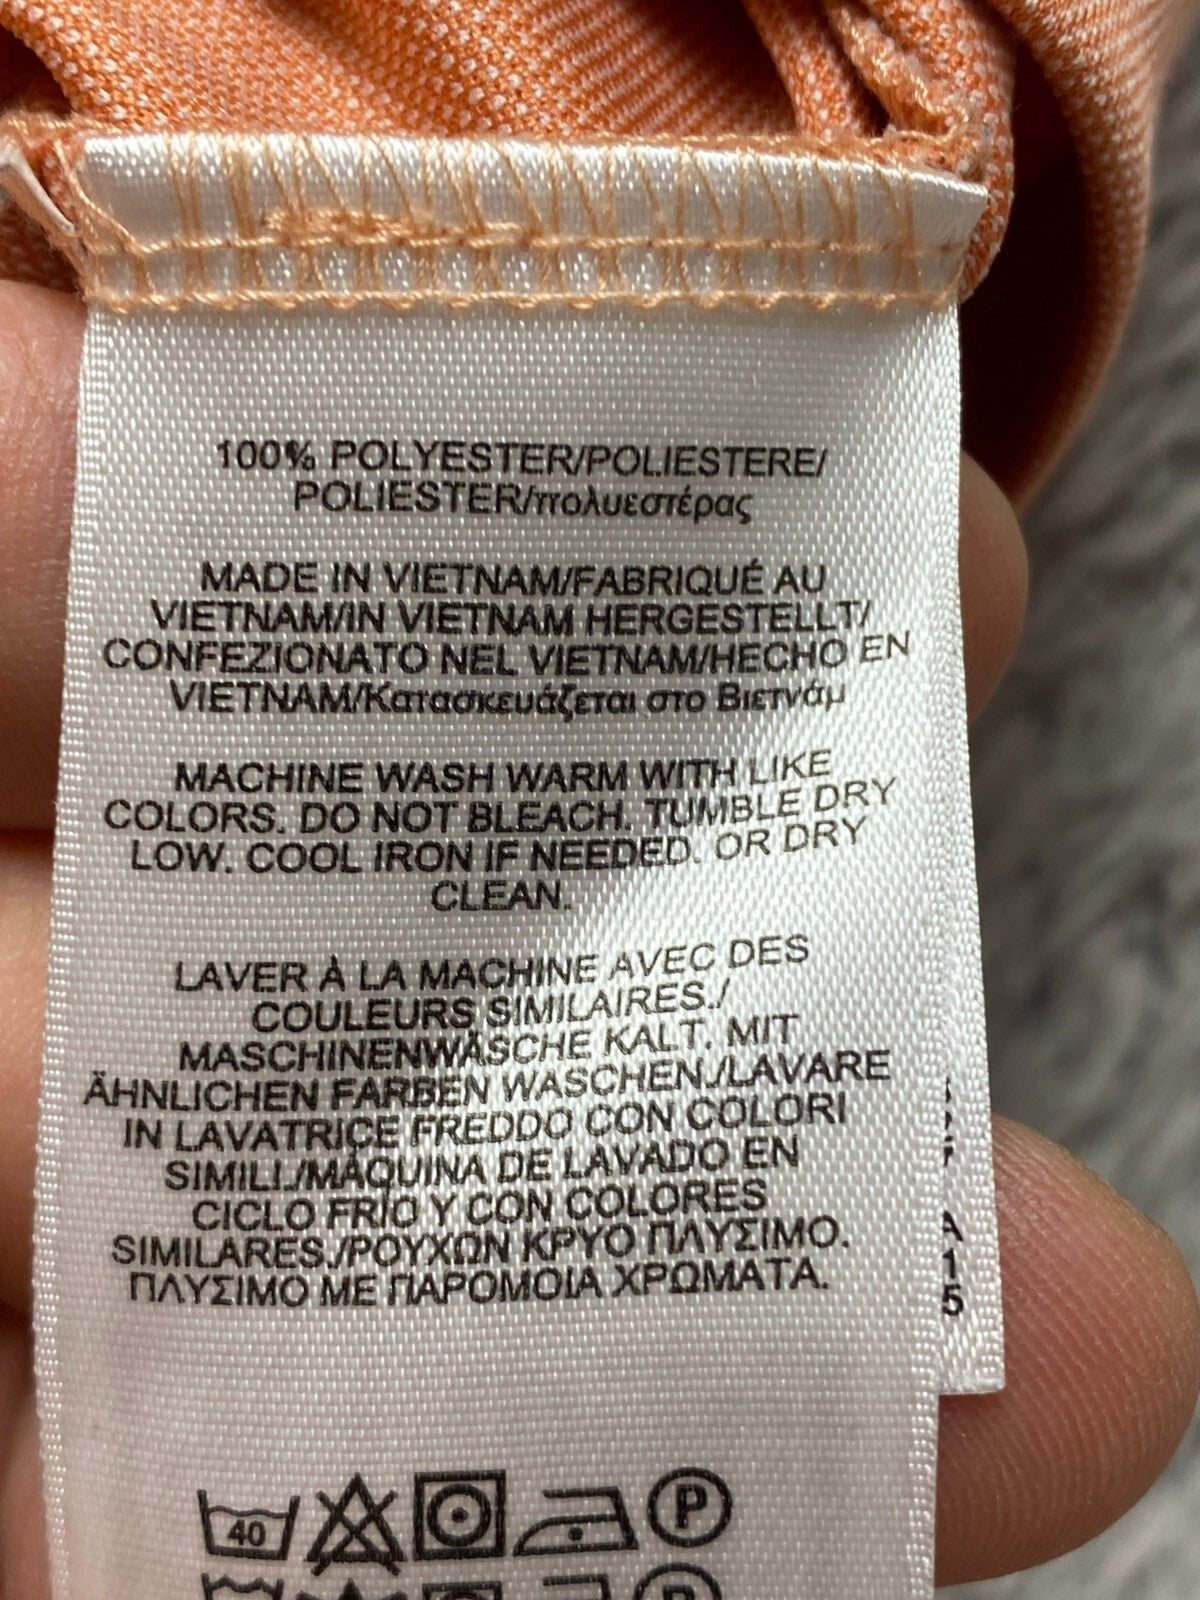 100% POLYESTER/POLIESTERE/
POLIESTER/πολυεστέρας
MADE IN VIETNAM/FABRIQUÉ AU
VIETNAM/IN VIETNAM HERGESTELLT/
CONFEZIONATO NEL VIETNAM/HECHO EN
VIETNAM/Κατασκευάζεται στο Βιετνάμ
MACHINE WASH WARM WITH LIKE
COLORS. DO NOT BLEACH. TUMBLE DRY
LOW. COOL IRON IF NEEDED. OR DRY
CLEAN.
LAVER À LA MACHINE AVEC DES
COULEURS SIMILAIRES./
MASCHINENWÄSCHE KALT. MIT
ÄHNLICHEN FARBEN WASCHEN./LAVARE
IN LAVATRICE FREDDO CON COLORI
SIMILI./MÁQUINA DE LAVADO EN
CICLO FRÍO Y CON COLORES
SIMILARES./ΡΟΥΧΩΝ ΚΡΥΟ ΠΛΥΣΙΜΟ.
ΠΛΥΣΙΜΟ ΜΕ ΠΑΡΟΜΟΙΑ ΧΡΩΜΑΤΑ.
40 P
A
15